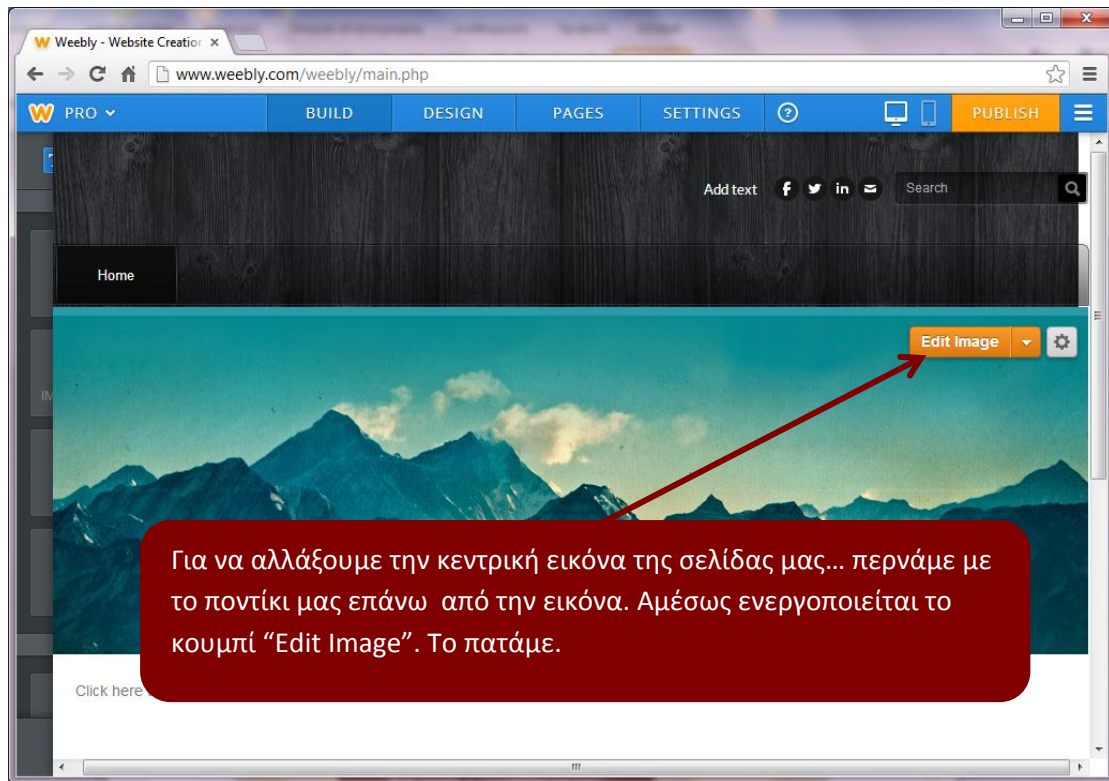 Weebly - Website Creation
www.weebly.com/weebly/main.php
PRO BUILD DESIGN PAGES SETTINGS PUBLISH
Add text Search
Home
Edit Image
Για να αλλάξουμε την κεντρική εικόνα της σελίδας μας... περνάμε με
το ποντίκι μας επάνω από την εικόνα. Αμέσως ενεργοποιείται το
κουμπί “Edit Image”. Το πατάμε.
Click here